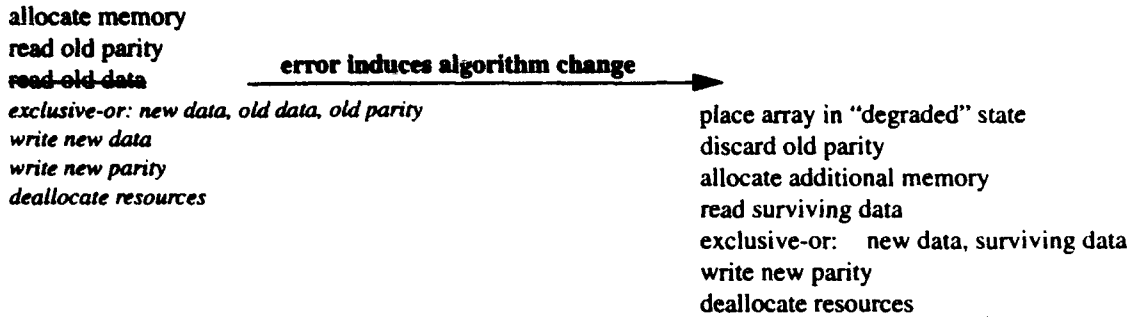 allocate memory
read old parity
read old data
error induces algorithm change
exclusive-or: new data, old data, old parity
write new data
write new parity
deallocate resources
place array in “degraded” state
discard old parity
allocate additional memory
read surviving data
exclusive-or: new data, surviving data
write new parity
deallocate resources